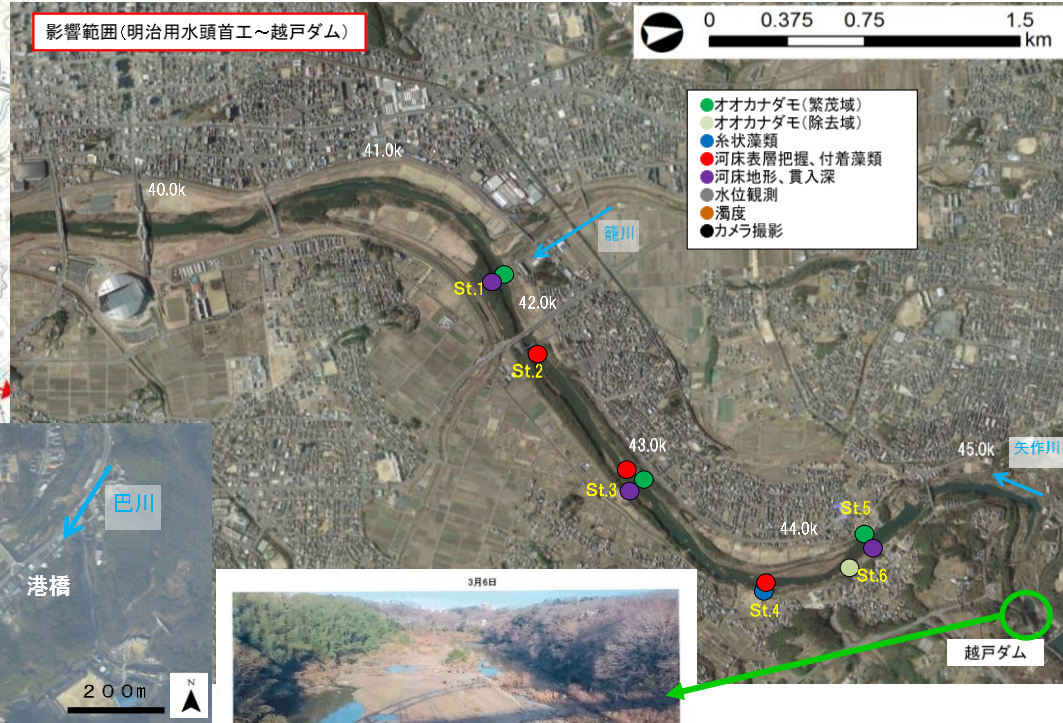 影響範囲(明治用水頭首工～越戸ダム)
0 0.375 0.75 1.5
km
オオカナダモ(繁茂域)
オオカナダモ(除去域)
糸状藻類
河床表層把握、付着藻類
河床地形、貫入深
水位観測
濁度
カメラ撮影
41.0k
40.0k
籠川
St.1
42.0k
St.2
43.0k
45.0k
矢作川
St.3
St.5
44.0k
St.6
St.4
巴川
港橋
200m
N
3月6日
越戸ダム